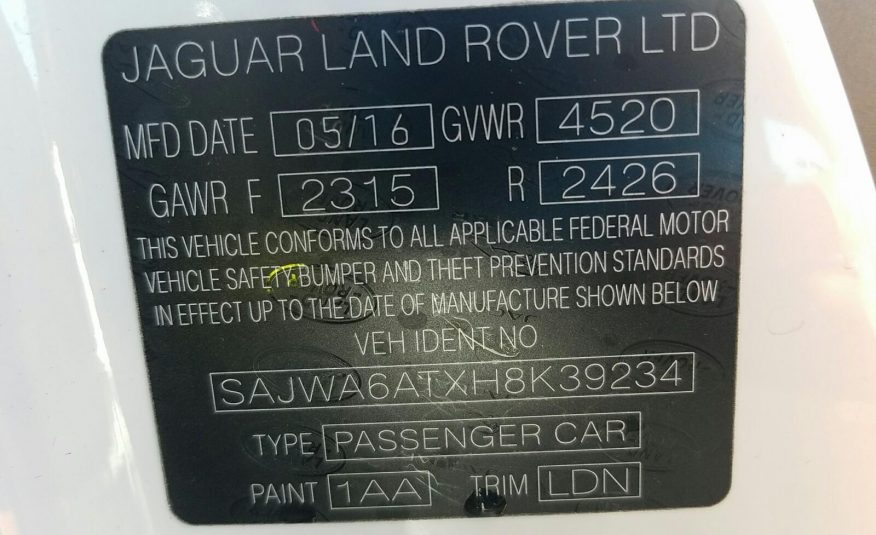 JAGUAR LAND ROVER LTD
MFD DATE 05/16 GVWR 4520
GAWR F 2315 R 2426
THIS VEHICLE CONFORMS TO ALL APPLICABLE FEDERAL MOTOR
VEHICLE SAFETY BUMPER AND THEFT PREVENTION STANDARDS
IN EFFECT UP TO THE DATE OF MANUFACTURE SHOWN BELOW
VEH IDENT NO
SAJWA6ATXH8K39234
TYPE PASSENGER CAR
PAINT 1AA TRIM LDN